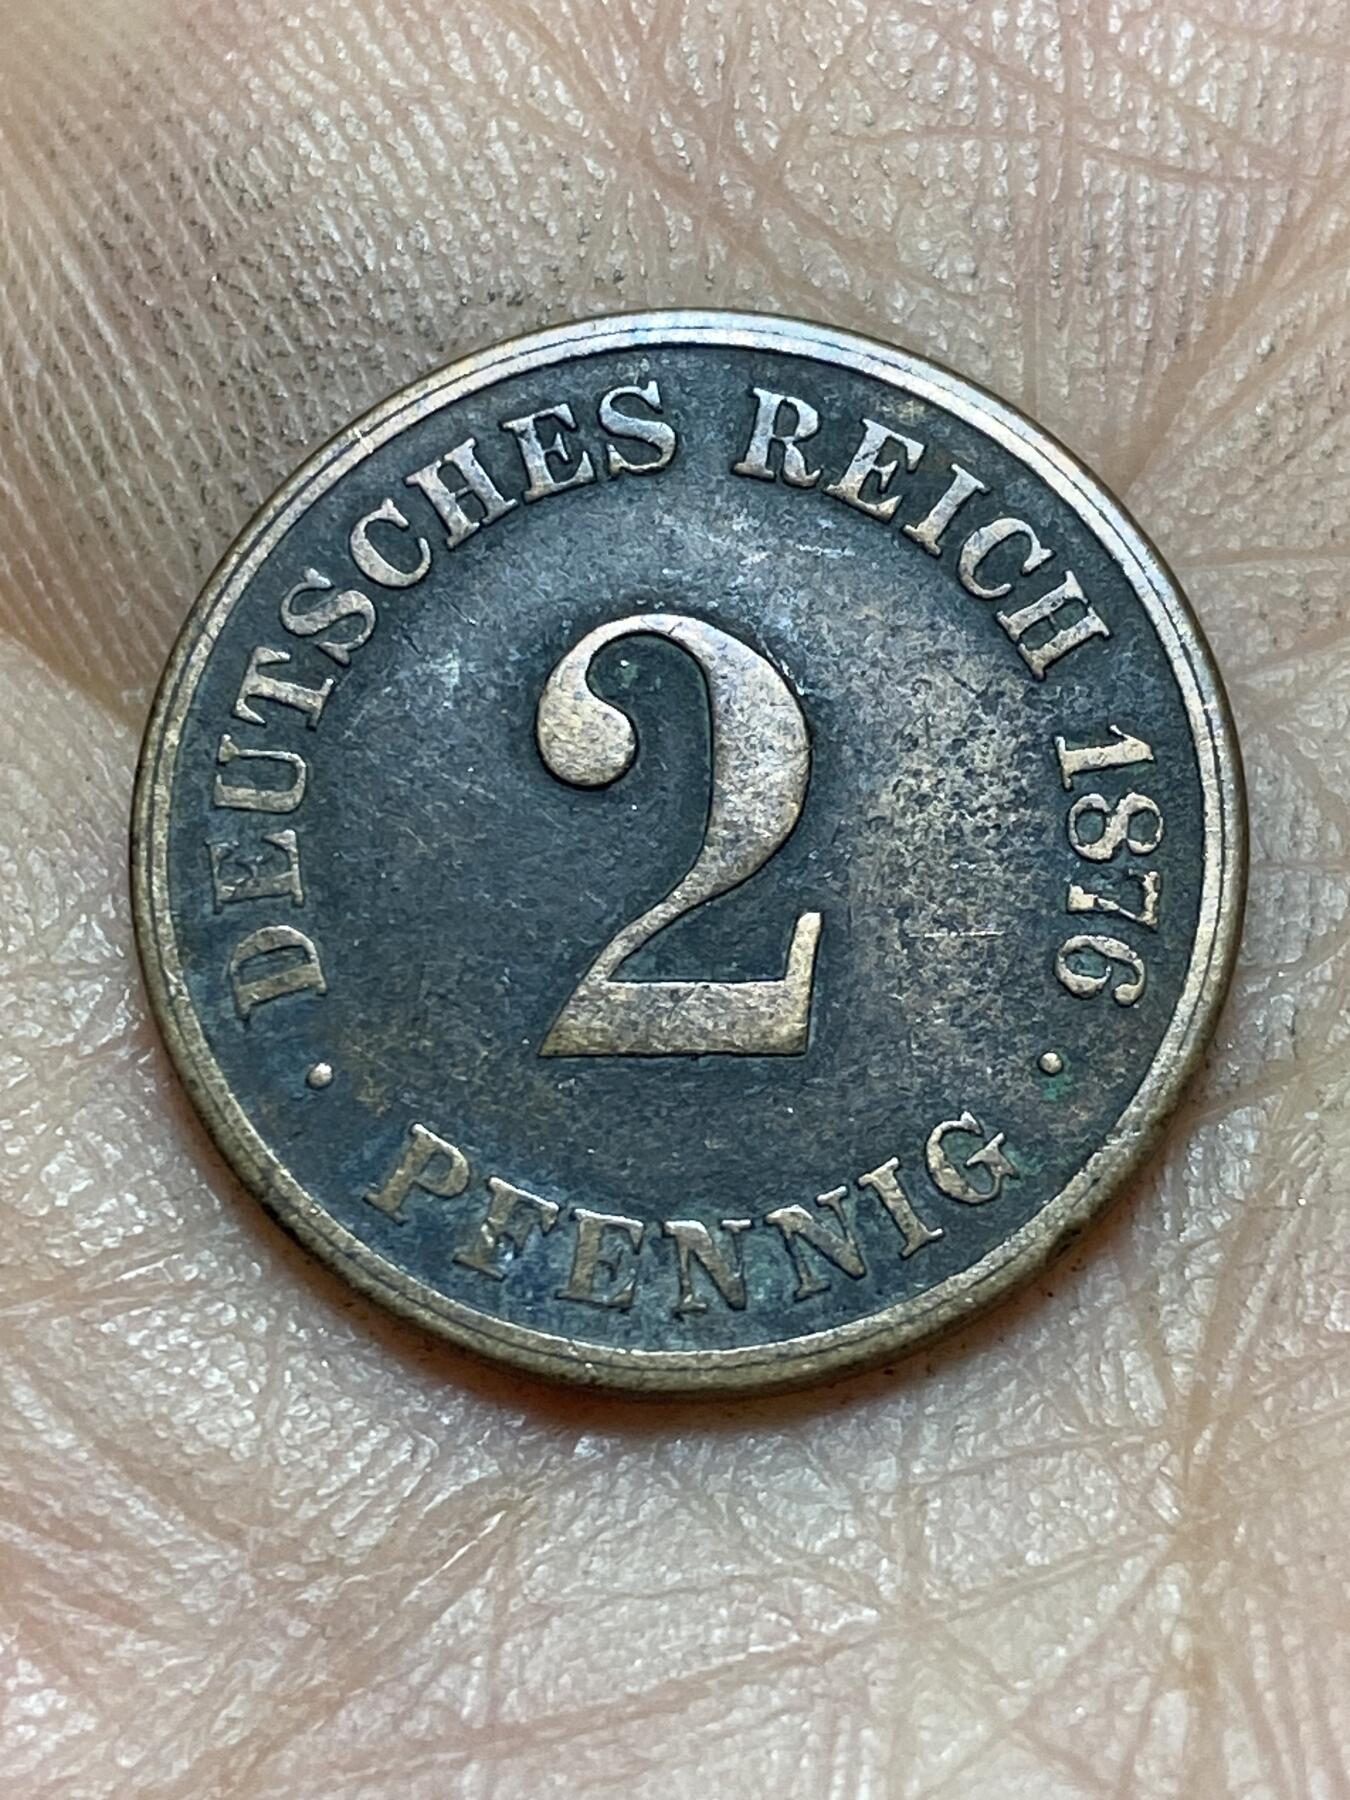 DEUTSCHES REICH 1876
2
· PFENNIG ·